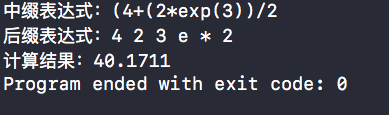 中缀表达式：(4+(2*exp(3))/2
后缀表达式：4 2 3 e * 2
计算结果：40.1711
Program ended with exit code: 0